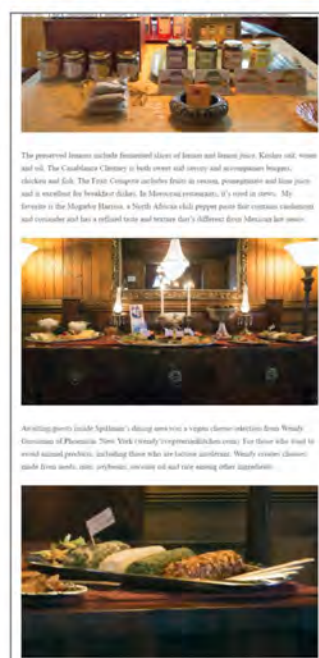 The preserved lemons include fermented slices of lemon and lemon juice, Kosher salt, water
and oil. The Casablanca Chutney is both sweet and savory and accompanies burgers,
chicken and fish. The Fruit Compote includes fruits in season, pomegranate and lime juice
and is excellent for breakfast dishes. In Moroccan restaurants, it's used in stews. My
favorite is the Mogador Harissa, a North African chili pepper paste that contains cardamom
and coriander and has a refined taste and texture that's different from Mexican hot sauce.
Awaiting guests inside Spillman's dining area was a vegan cheese selection from Wendy
of Phoenicia, New York
For those who need to
avoid animal products, including those who are lactose intolerant, Wendy creates cheeses
made from seeds, nuts, soybeans, coconut oil and rice among other ingredients.